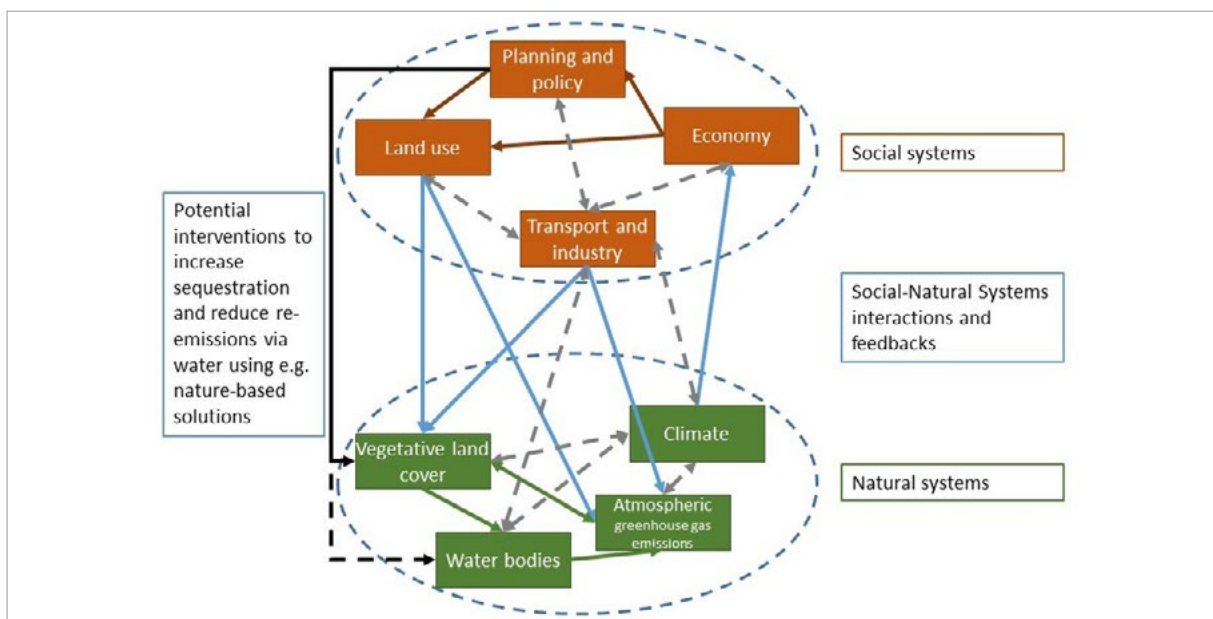 Planning and
policy
Land use
Economy
Transport and
industry
Social systems
Potential
interventions to
increase
sequestration
and reduce re-
emissions via
water using e.g.
nature-based
solutions
Social-Natural Systems
interactions and
feedbacks
Climate
Vegetative land
cover
Atmospheric
greenhouse gas
emissions
Water bodies
Natural systems